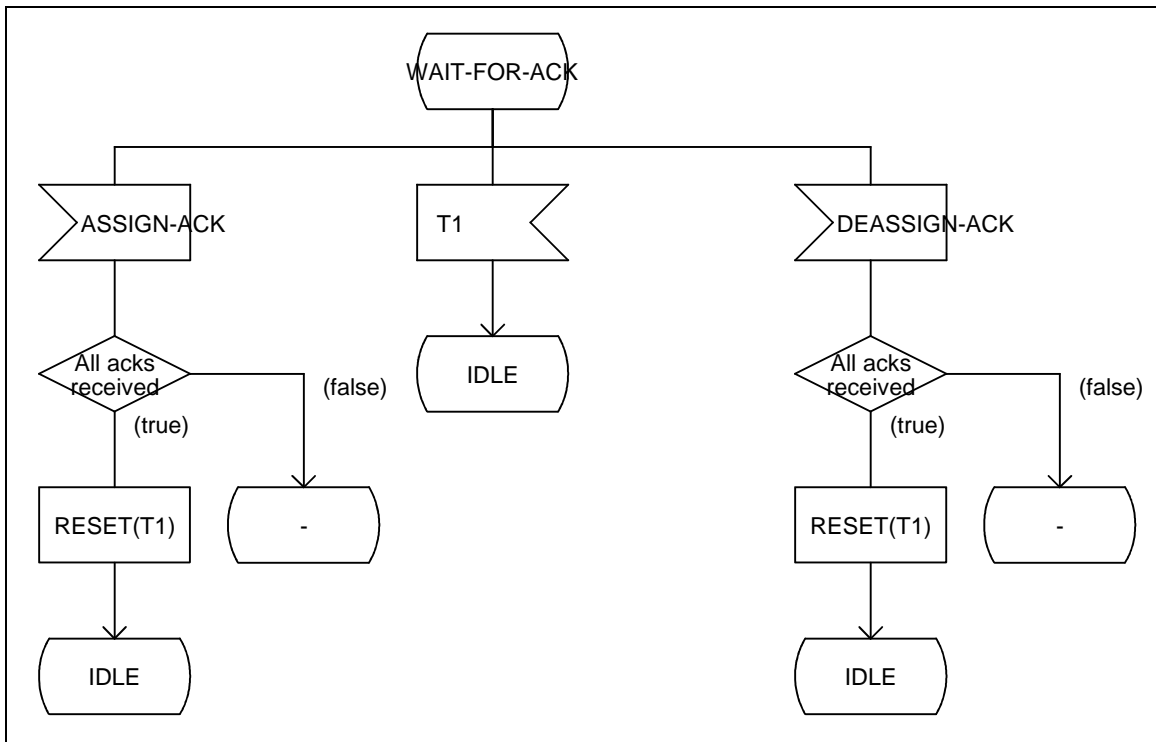 WAIT-FOR-ACK
ASSIGN-ACK
T1
DEASSIGN-ACK
All acks
received
(false)
(true)
IDLE
All acks
received
(false)
(true)
RESET(T1)
-
RESET(T1)
-
IDLE
IDLE